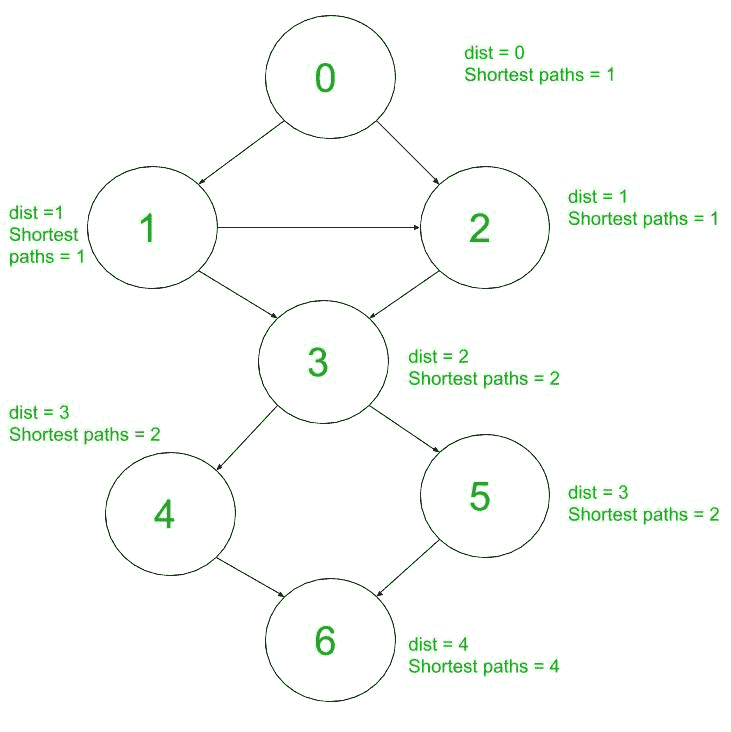 0
dist = 0
Shortest paths = 1
dist =1
Shortest
paths = 1
1
2
dist = 1
Shortest paths = 1
3
dist = 2
Shortest paths = 2
dist = 3
Shortest paths = 2
4
5
dist = 3
Shortest paths = 2
6
dist = 4
Shortest paths = 4